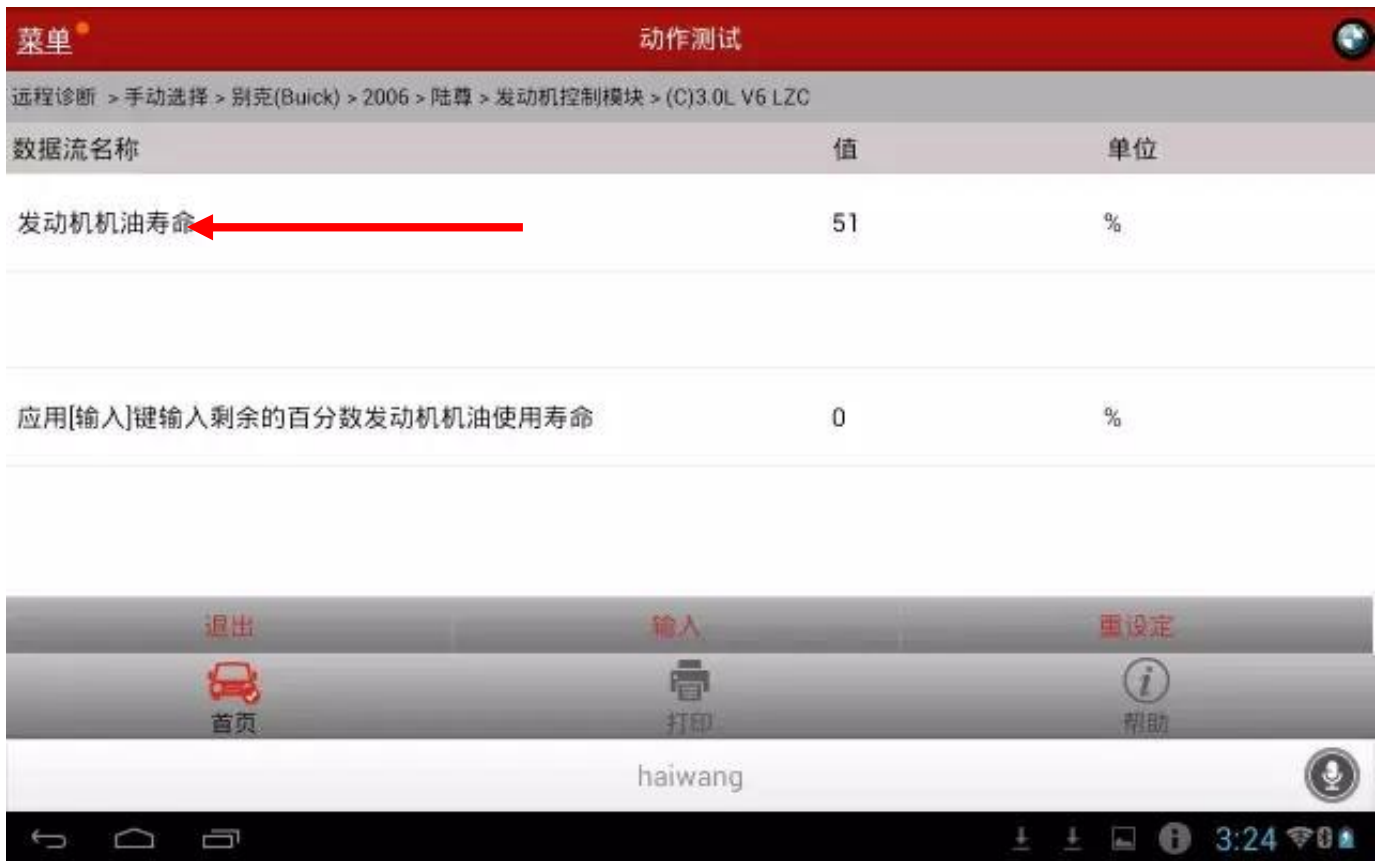 菜单
动作测试
远程诊断 > 手动选择 > 别克(Buick) > 2006 > 陆尊 > 发动机控制模块 > (C)3.0L V6 LZC
数据流名称 值 单位
发动机机油寿命 51 %
应用[输入]键输入剩余的百分数发动机机油使用寿命 0 %
退出 输入 重设定
首页 打印 帮助
haiwang
3:24